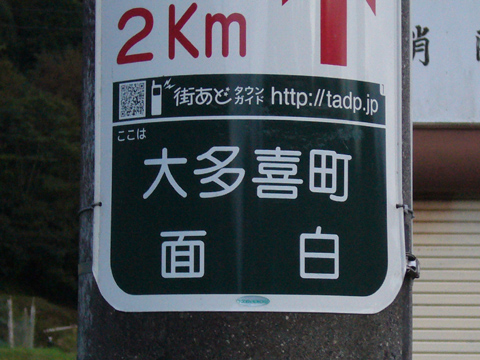 2Km
街あど タウンガイド http://tadp.jp
ここは
大多喜町
面白
消